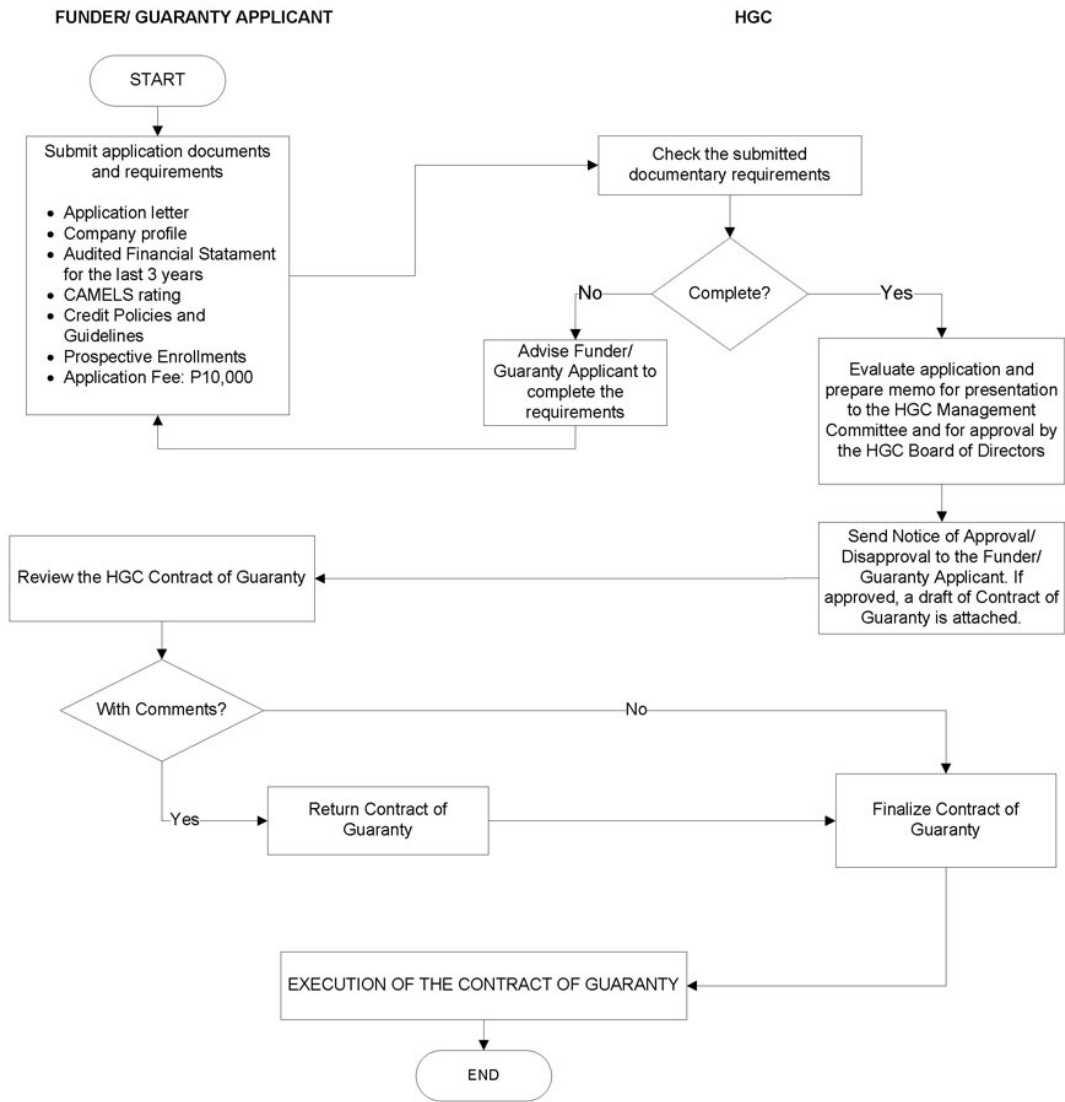 FUNDER/ GUARANTY APPLICANT
HGC
START
Submit application documents
and requirements
• Application letter
• Company profile
• Audited Financial Statament
for the last 3 years
• CAMELS rating
• Credit Policies and
Guidelines
• Prospective Enrollments
• Application Fee: P10,000
Check the submitted
documentary requirements
Complete?
No
Yes
Advise Funder/
Guaranty Applicant to
complete the
requirements
Evaluate application and
prepare memo for presentation
to the HGC Management
Committee and for approval by
the HGC Board of Directors
Send Notice of Approval/
Disapproval to the Funder/
Guaranty Applicant. If
approved, a draft of Contract of
Guaranty is attached.
Review the HGC Contract of Guaranty
With Comments?
No
Yes
Return Contract of
Guaranty
Finalize Contract of
Guaranty
EXECUTION OF THE CONTRACT OF GUARANTY
END